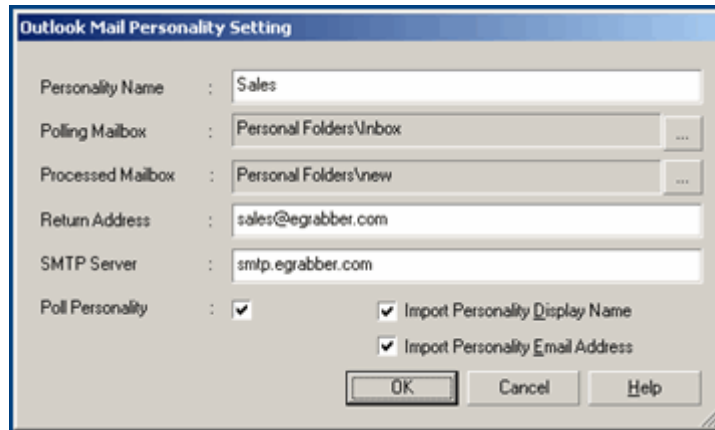 Outlook Mail Personality Setting
Personality Name : Sales
Polling Mailbox : Personal Folders\Inbox ...
Processed Mailbox : Personal Folders\new ...
Return Address : sales@egrabber.com
SMTP Server : smtp.egrabber.com
Poll Personality : Import Personality Display Name
Import Personality Email Address
OK Cancel Help